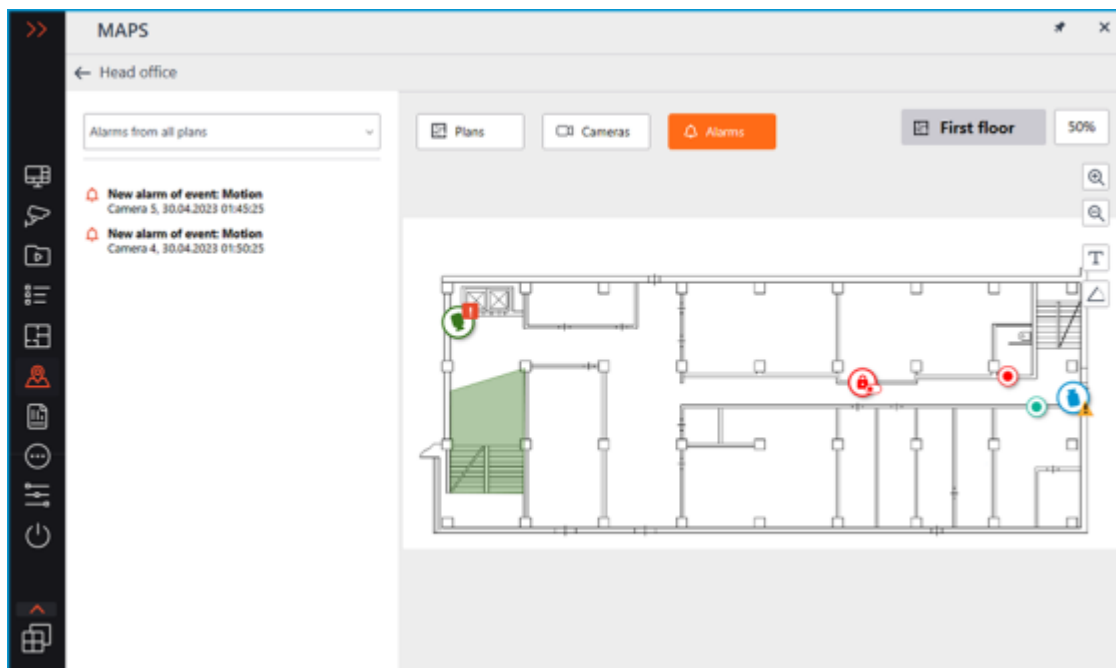 MAPS
Head office
Alarms from all plans
Plans
Cameras
Alarms
First floor
50%
New alarm of event: Motion
Camera 5, 30.04.2023 01:45:25
New alarm of event: Motion
Camera 4, 30.04.2023 01:50:25
T